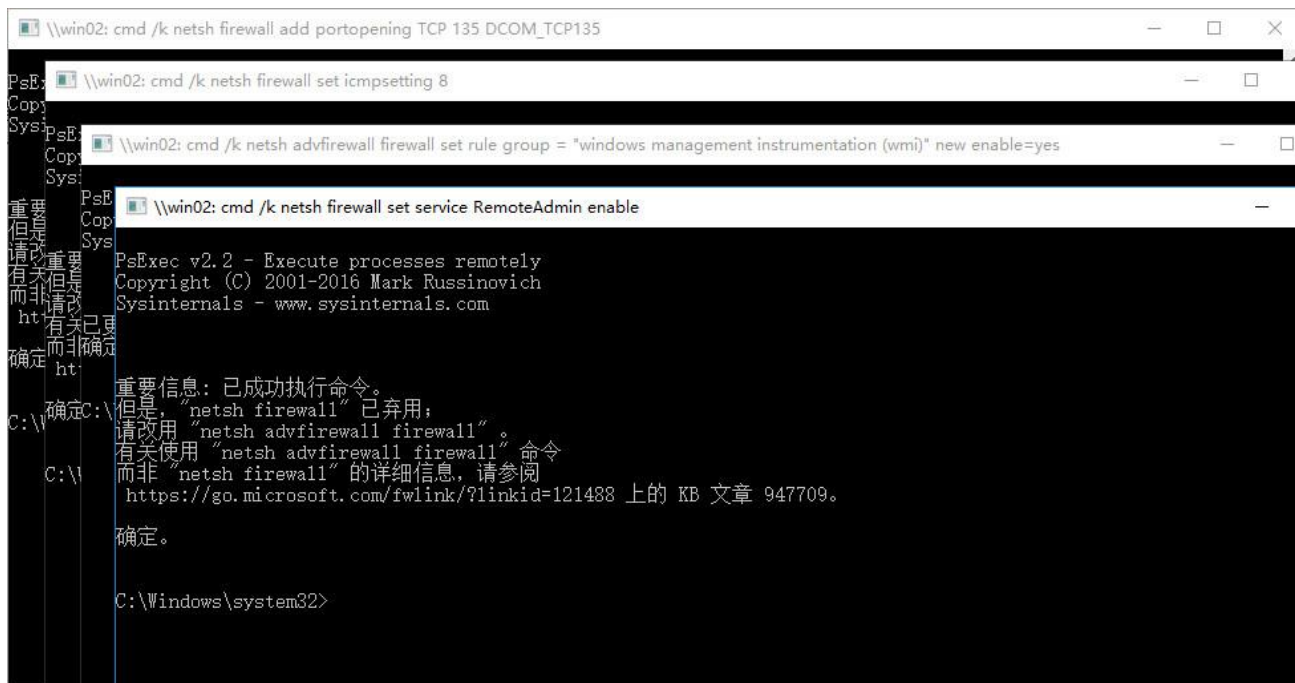 \\win02: cmd /k netsh firewall add portopening TCP 135 DCOM_TCP135
\\win02: cmd /k netsh firewall set icmpsetting 8
\\win02: cmd /k netsh advfirewall firewall set rule group = "windows management instrumentation (wmi)" new enable=yes
\\win02: cmd /k netsh firewall set service RemoteAdmin enable
PsExec v2.2 - Execute processes remotely
Copyright (C) 2001-2016 Mark Russinovich
Sysinternals - www.sysinternals.com
重要信息: 已成功执行命令。
但是, "netsh firewall" 已弃用;
请改用 "netsh advfirewall firewall" 。
有关使用 "netsh advfirewall firewall" 命令
而非 "netsh firewall" 的详细信息, 请参阅
https://go.microsoft.com/fwlink/?linkid=121488 上的 KB 文章 947709。
确定。
C:\Windows\system32>